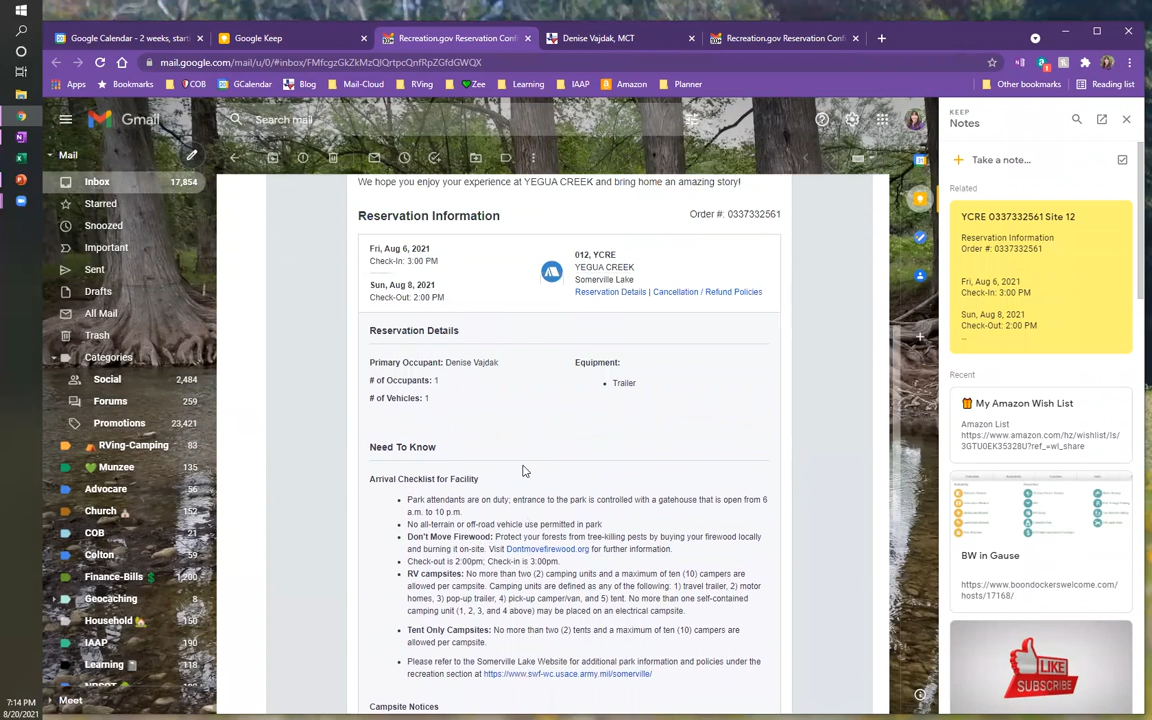 Google Calendar - 2 weeks, starti
Google Keep
Recreation.gov Reservation Confi
Denise Vajdak, MCT
Recreation.gov Reservation Confi
mail.google.com/mail/u/0/#inbox/FMfcgzGkZkMzQlQrtpcQnfRpZGfdGWQX
Apps
Bookmarks
COB
GCalendar
Blog
Mail-Cloud
RVing
Zee
Learning
IAAP
Amazon
Planner
Other bookmarks
Reading list
Gmail
Search mail
KEEP
Notes
Mail
Inbox 17,854
Starred
Snoozed
Important
Sent
Drafts
All Mail
Trash
Categories
Social 2,484
Forums 259
Promotions 23,421
RVing-Camping 83
Munzee 135
Advocate 95
Church 152
COB 21
Colton 59
Finance-Bills 1,200
Geocaching 8
Household 150
IAAP 190
Learning 118
Meet
We hope you enjoy your experience at YEGUA CREEK and bring home an amazing story!
Reservation Information
Order #: 0337332561
Fri, Aug 6, 2021
Check-In: 3:00 PM
Sun, Aug 8, 2021
Check-Out: 2:00 PM
012, YCRE
YEGUA CREEK
Somerville Lake
Reservation Details | Cancellation / Refund Policies
Reservation Details
Primary Occupant: Denise Vajdak
# of Occupants: 1
# of Vehicles: 1
Equipment:
• Trailer
Need To Know
Arrival Checklist for Facility
• Park attendants are on duty; entrance to the park is controlled with a gatehouse that is open from 6
a.m. to 10 p.m.
• No all-terrain or off-road vehicle use permitted in park
• Don't Move Firewood: Protect your forests from tree-killing pests by buying your firewood locally
and burning it on-site. Visit Dontmovefirewood.org for further information.
• Check-out is 2:00pm; Check-in is 3:00pm.
• RV campsites: No more than two (2) camping units and a maximum of ten (10) campers are
allowed per campsite. Camping units are defined as any of the following: 1) travel trailer, 2) motor
homes, 3) pop-up trailer, 4) pick-up camper/van, and 5) tent. No more than one self-contained
camping unit (1, 2, 3, and 4 above) may be placed on an electrical campsite.
• Tent Only Campsites: No more than two (2) tents and a maximum of ten (10) campers are
allowed per campsite.
• Please refer to the Somerville Lake Website for additional park information and policies under the
recreation section at https://www.swf-wc.usace.army.mil/somerville/
Campsite Notices
Take a note...
Related
YCRE 0337332561 Site 12
Reservation Information
Order #: 0337332561
Fri, Aug 6, 2021
Check-In: 3:00 PM
Sun, Aug 8, 2021
Check-Out: 2:00 PM
...
Recent
My Amazon Wish List
Amazon List
https://www.amazon.com/hz/wishlist/ls/
3GTU0EK35328U?ref_=wl_share
BW in Gause
https://www.boondockerswelcome.com/
hosts/17168/
LIKE
SUBSCRIBE
7:14 PM
8/20/2021